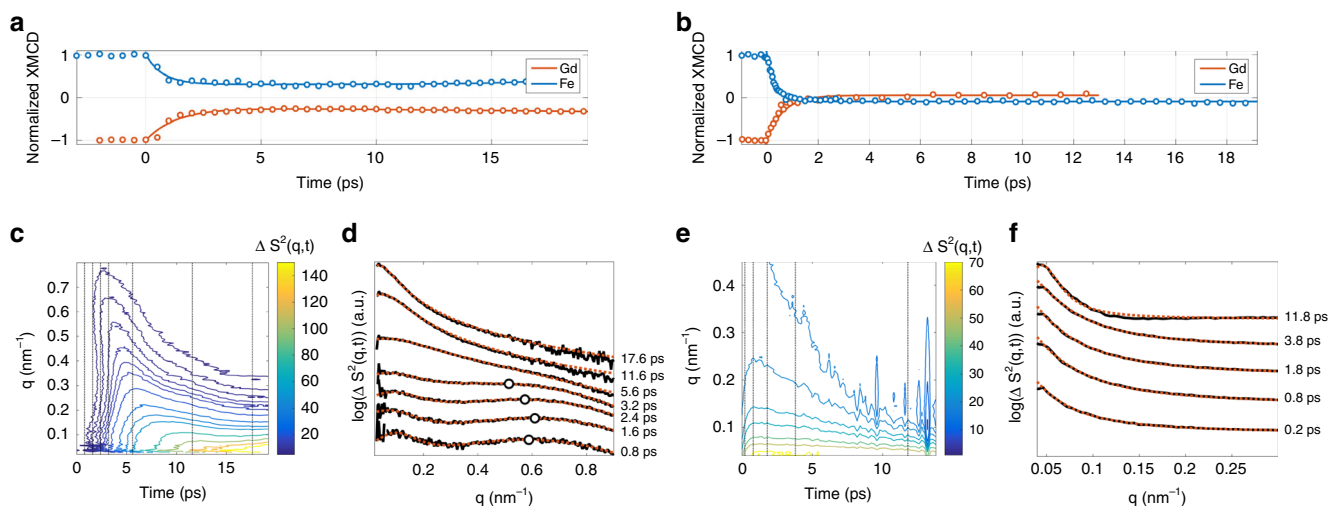 a
Normalized XMCD
1
0
−1
Gd
Fe
0
5
10
15
Time (ps)
b
Normalized XMCD
1
0
−1
Gd
Fe
0
2
4
6
8
10
12
14
16
18
Time (ps)
c
Δ S²(q,t)
q (nm⁻¹)
0.7
0.6
0.5
0.4
0.3
0.2
0.1
0
5
10
15
Time (ps)
140
120
100
80
60
40
20
d
log(Δ S²(q,t)) (a.u.)
17.6 ps
11.6 ps
5.6 ps
3.2 ps
2.4 ps
1.6 ps
0.8 ps
0.2
0.4
0.6
0.8
q (nm⁻¹)
e
Δ S²(q,t)
q (nm⁻¹)
0.4
0.3
0.2
0.1
0
5
10
Time (ps)
70
60
50
40
30
20
10
f
log(Δ S²(q,t)) (a.u.)
11.8 ps
3.8 ps
1.8 ps
0.8 ps
0.2 ps
0.05
0.1
0.15
0.2
0.25
q (nm⁻¹)